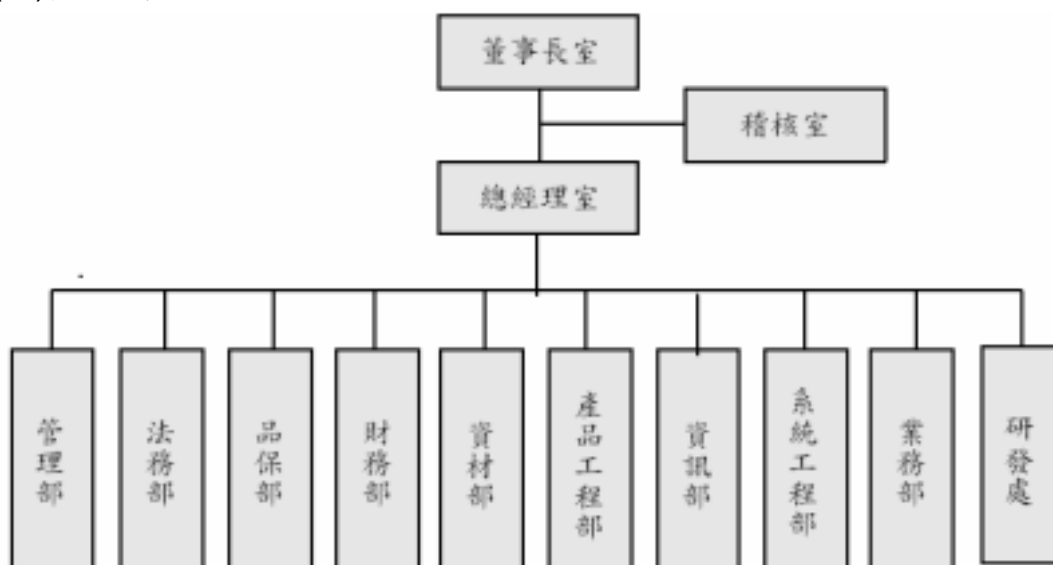 董事長室
稽核室
總經理室
管理部
法務部
品保部
財務部
資材部
產品工程部
資訊部
系統工程部
業務部
研發處